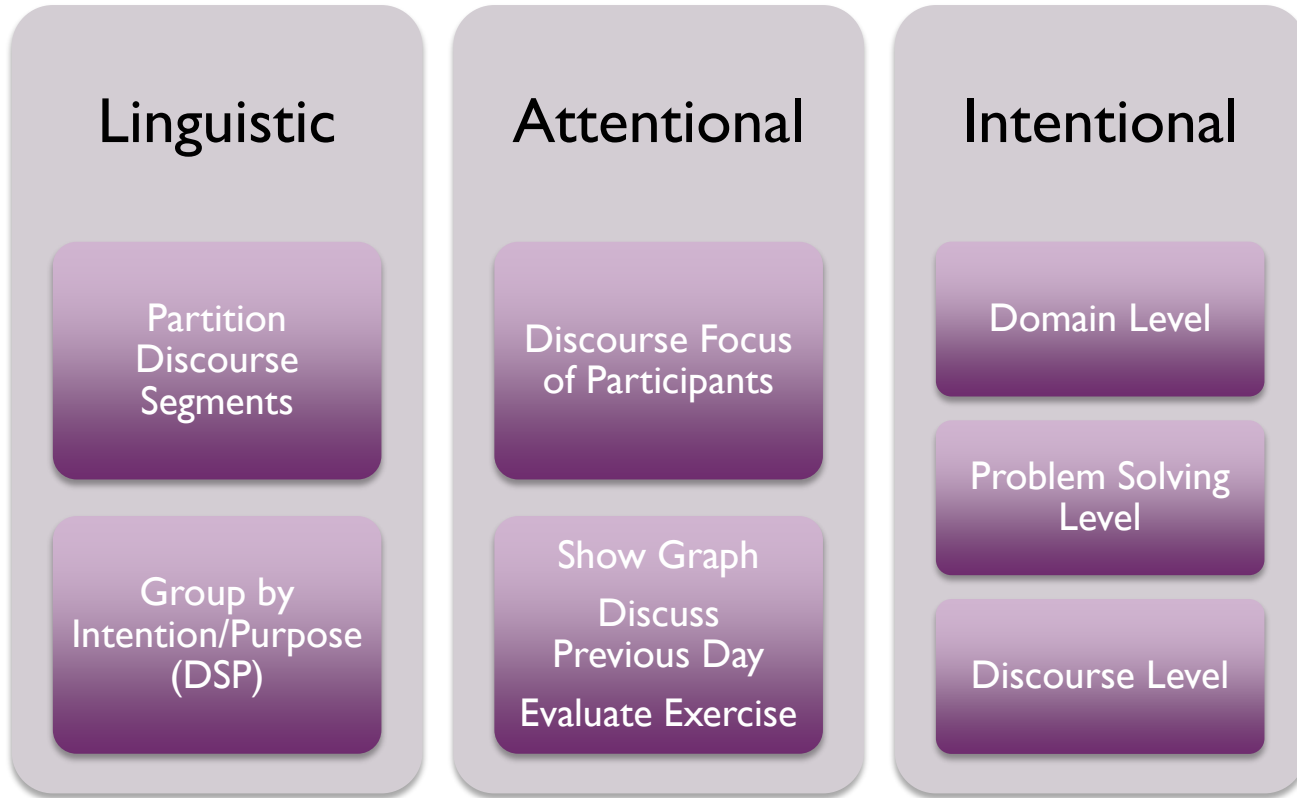 Linguistic
Partition
Discourse
Segments
Group by
Intention/Purpose
(DSP)
Attentional
Discourse Focus
of Participants
Show Graph
Discuss
Previous Day
Evaluate Exercise
Intentional
Domain Level
Problem Solving
Level
Discourse Level